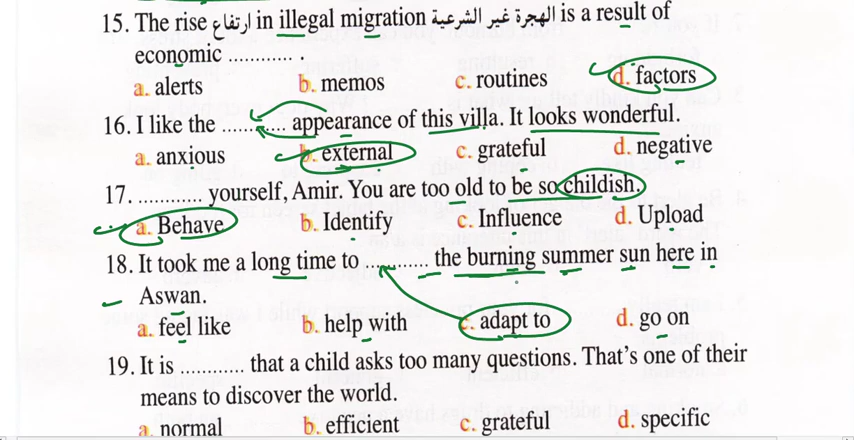 15. The rise ارتفاع in illegal migration الهجرة غير الشرعية is a result of
economic .............
a. alerts b. memos c. routines d. factors
16. I like the ............ appearance of this villa. It looks wonderful.
a. anxious b. external c. grateful d. negative
17. ............ yourself, Amir. You are too old to be so childish.
a. Behave b. Identify c. Influence d. Upload
18. It took me a long time to ............ the burning summer sun here in
Aswan.
a. feel like b. help with c. adapt to d. go on
19. It is ........... that a child asks too many questions. That's one of their
means to discover the world.
a. normal b. efficient c. grateful d. specific